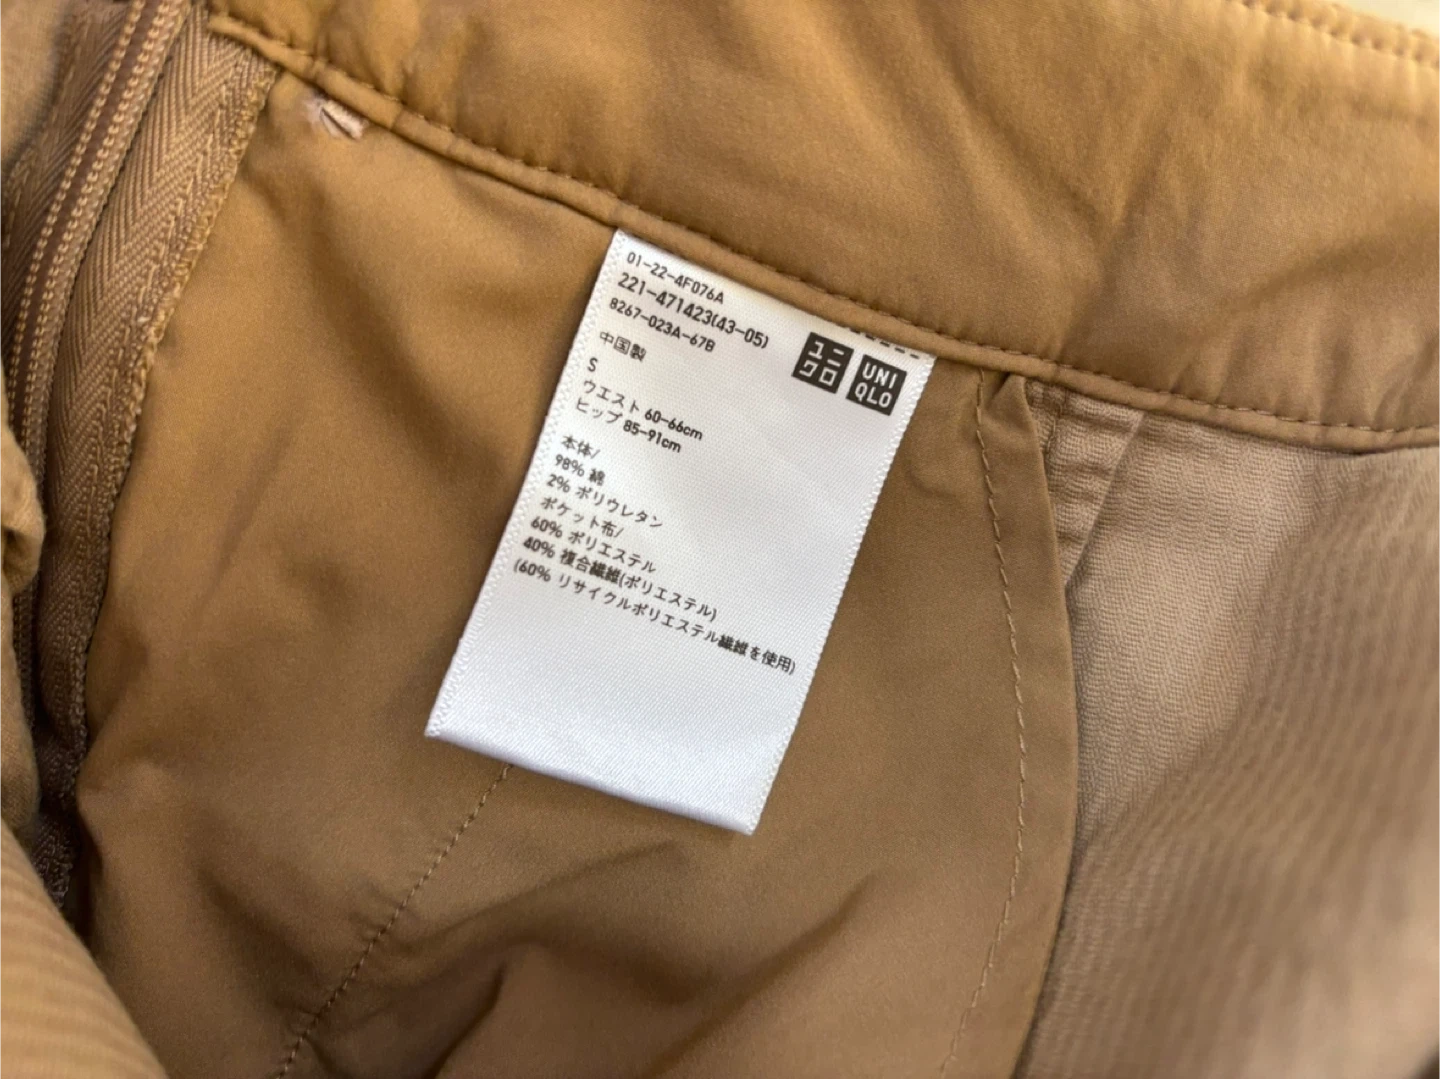 01-22-4F076A
221-471423(43-05)
8267-023A-67B
ユニ
クロ
UNI
QLO
中国製
S
ウエスト 60-66cm
ヒップ 85-91cm
本体/
98% 綿
2% ポリウレタン
ポケット布/
60% ポリエステル
40% 複合繊維(ポリエステル)
(60% リサイクルポリエステル繊維を使用)